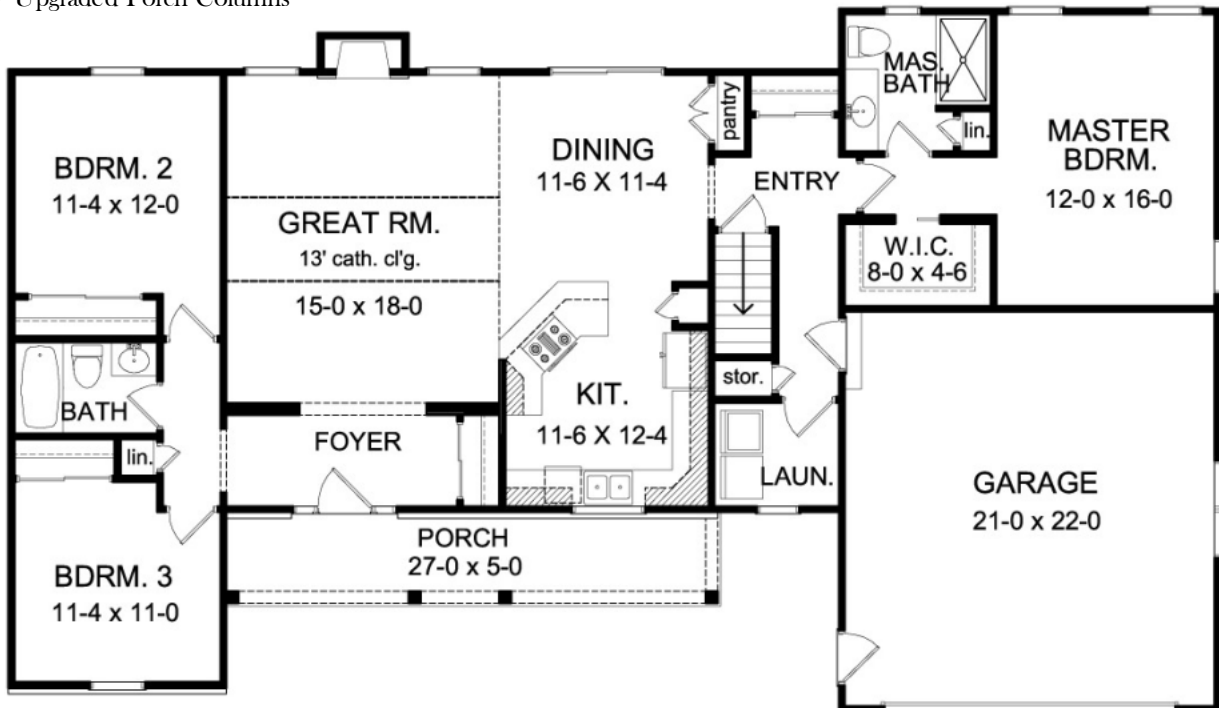 Upgraded Porch Columns
BDRM. 2
11-4 x 12-0
GREAT RM.
13' cath. cl'g.
15-0 x 18-0
DINING
11-6 X 11-4
pantry
ENTRY
MAS.
BATH
lin.
MASTER
BDRM.
12-0 x 16-0
W.I.C.
8-0 x 4-6
BATH
lin.
FOYER
KIT.
11-6 X 12-4
stor.
LAUN.
GARAGE
21-0 x 22-0
PORCH
27-0 x 5-0
BDRM. 3
11-4 x 11-0